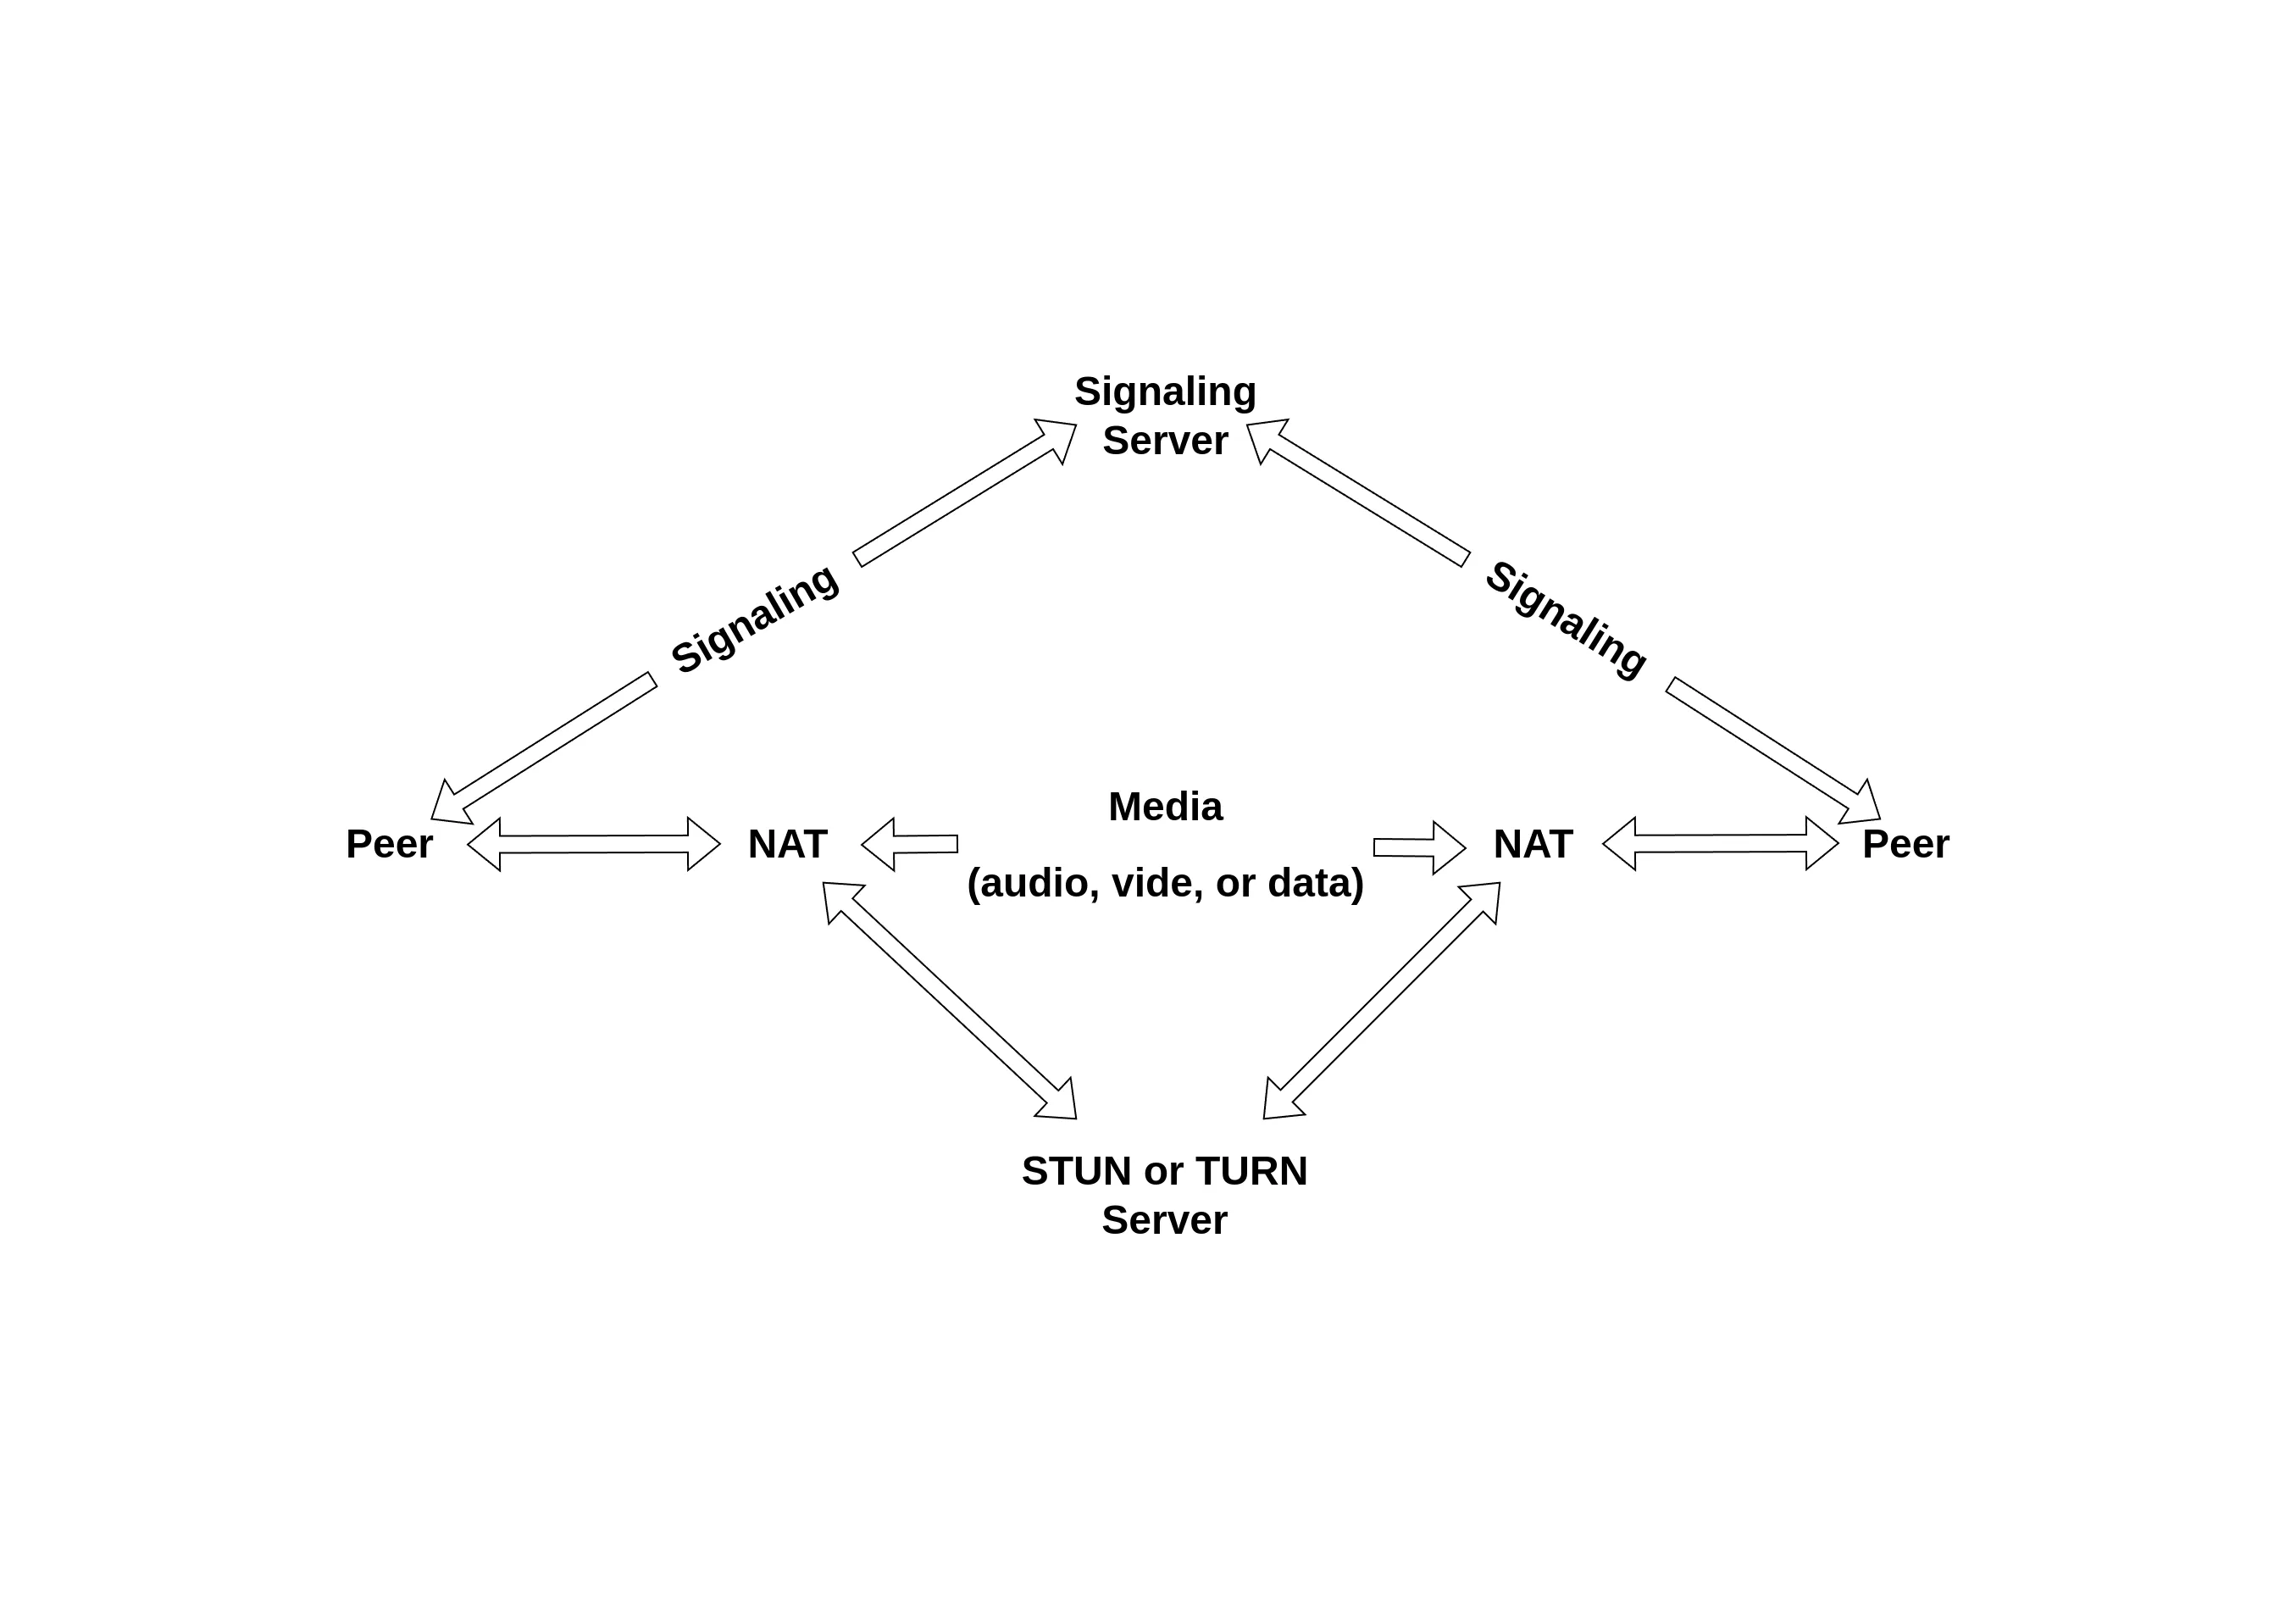 Signaling
Server
Signaling
Signaling
Media
Peer
NAT
NAT
Peer
(audio, vide, or data)
STUN or TURN
Server